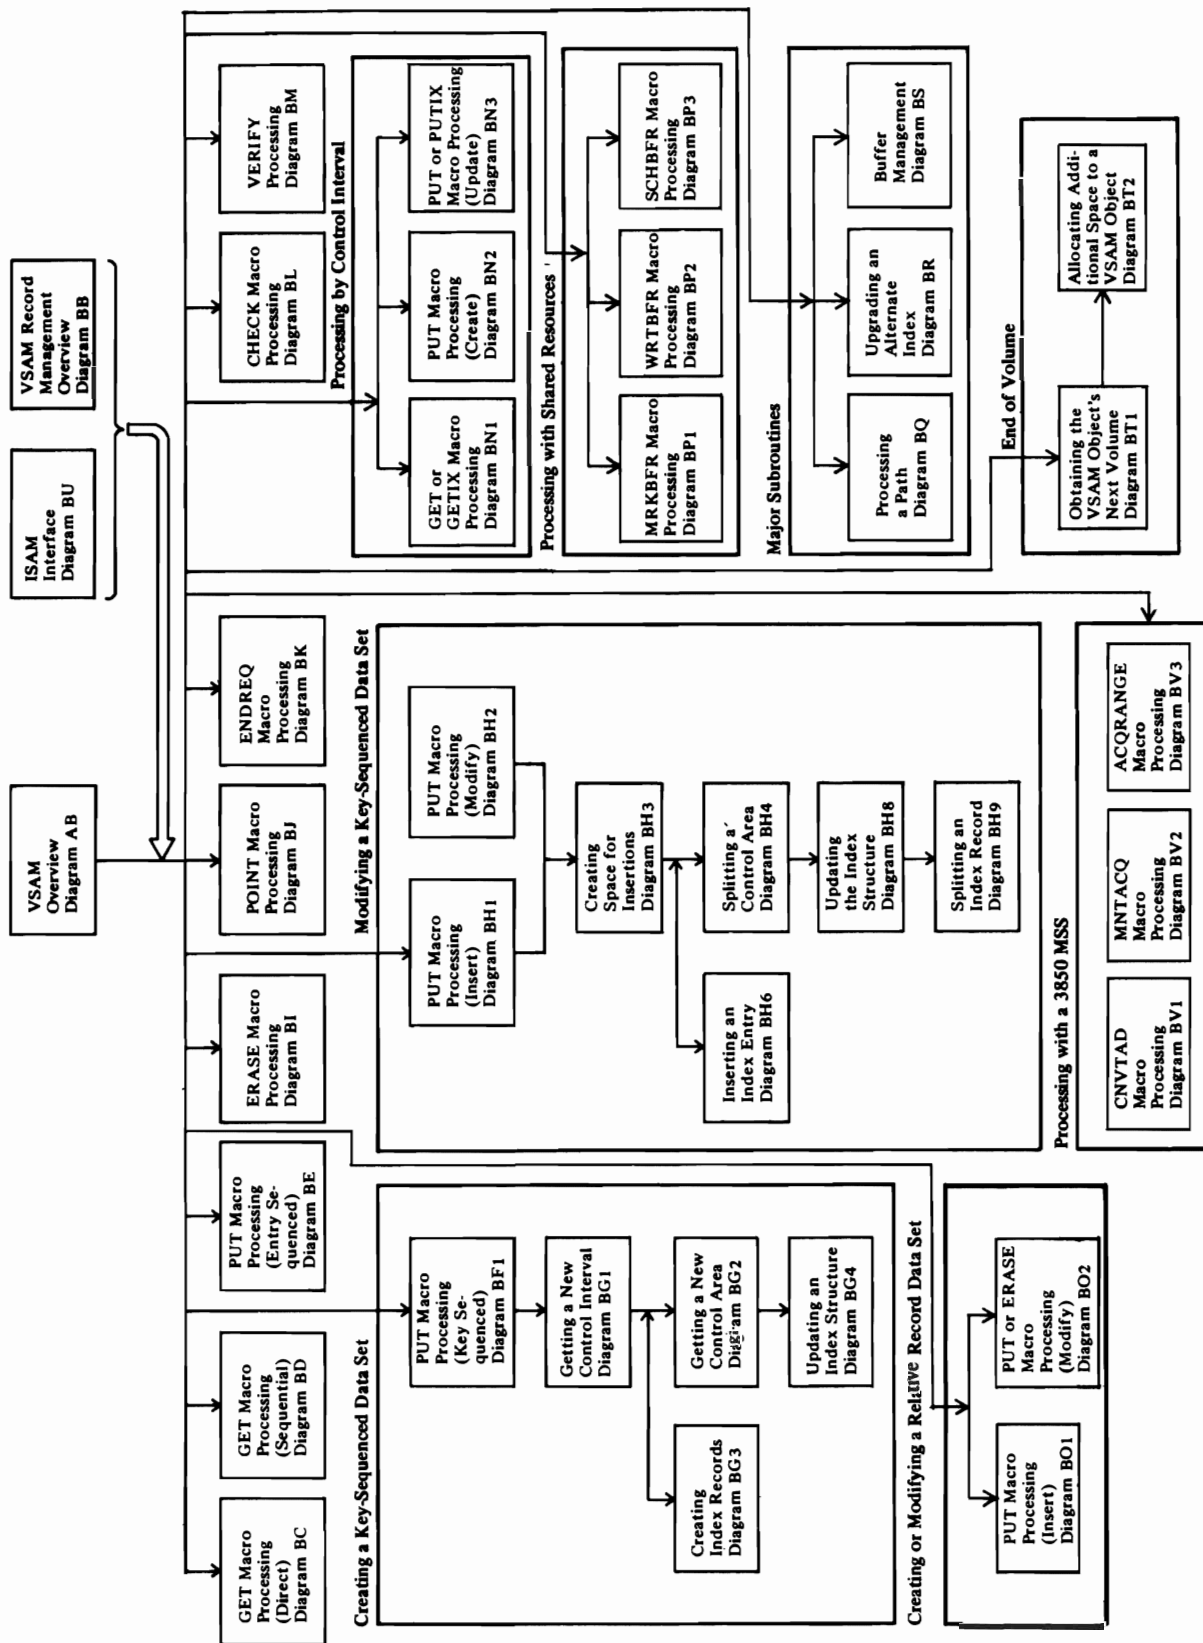 VSAM
Overview
Diagram AB
ISAM
Interface
Diagram BU
VSAM Record
Management
Overview
Diagram BB
GET Macro
Processing
(Direct)
Diagram BC
GET Macro
Processing
(Sequential)
Diagram BD
PUT Macro
Processing
(Entry Se-
quenced)
Diagram BE
ERASE Macro
Processing
Diagram BI
POINT Macro
Processing
Diagram BJ
ENDREQ
Macro
Processing
Diagram BK
CHECK Macro
Processing
Diagram BL
VERIFY
Processing
Diagram BM
Creating a Key-Sequenced Data Set
PUT Macro
Processing
(Key Se-
quenced)
Diagram BF1
Getting a New
Control Interval
Diagram BG1
Creating
Index Records
Diagram BG3
Getting a New
Control Area
Diagram BG2
Updating an
Index Structure
Diagram BG4
Modifying a Key-Sequenced Data Set
PUT Macro
Processing
(Insert)
Diagram BH1
PUT Macro
Processing
(Modify)
Diagram BH2
Creating
Space for
Insertions
Diagram BH3
Inserting an
Index Entry
Diagram BH6
Splitting a
Control Area
Diagram BH4
Updating
the Index
Structure
Diagram BH8
Splitting an
Index Record
Diagram BH9
Processing by Control Interval
GET or
GETIX Macro
Processing
Diagram BN1
PUT Macro
Processing
(Create)
Diagram BN2
PUT or PUTIX
Macro Processing
(Update)
Diagram BN3
Processing with Shared Resources
MRKBFR Macro
Processing
Diagram BP1
WRTBFR Macro
Processing
Diagram BP2
SCHBFR Macro
Processing
Diagram BP3
Major Subroutines
Processing
a Path
Diagram BQ
Upgrading an
Alternate
Index
Diagram BR
Buffer
Management
Diagram BS
Creating or Modifying a Relative Record Data Set
PUT Macro
Processing
(Insert)
Diagram BO1
PUT or ERASE
Macro
Processing
(Modify)
Diagram BO2
Processing with a 3850 MSS
CNVTAD
Macro
Processing
Diagram BV1
MNTACQ
Macro
Processing
Diagram BV2
ACQRANGE
Macro
Processing
Diagram BV3
End of Volume
Obtaining the
VSAM Object's
Next Volume
Diagram BT1
Allocating Addi-
tional Space to a
VSAM Object
Diagram BT2